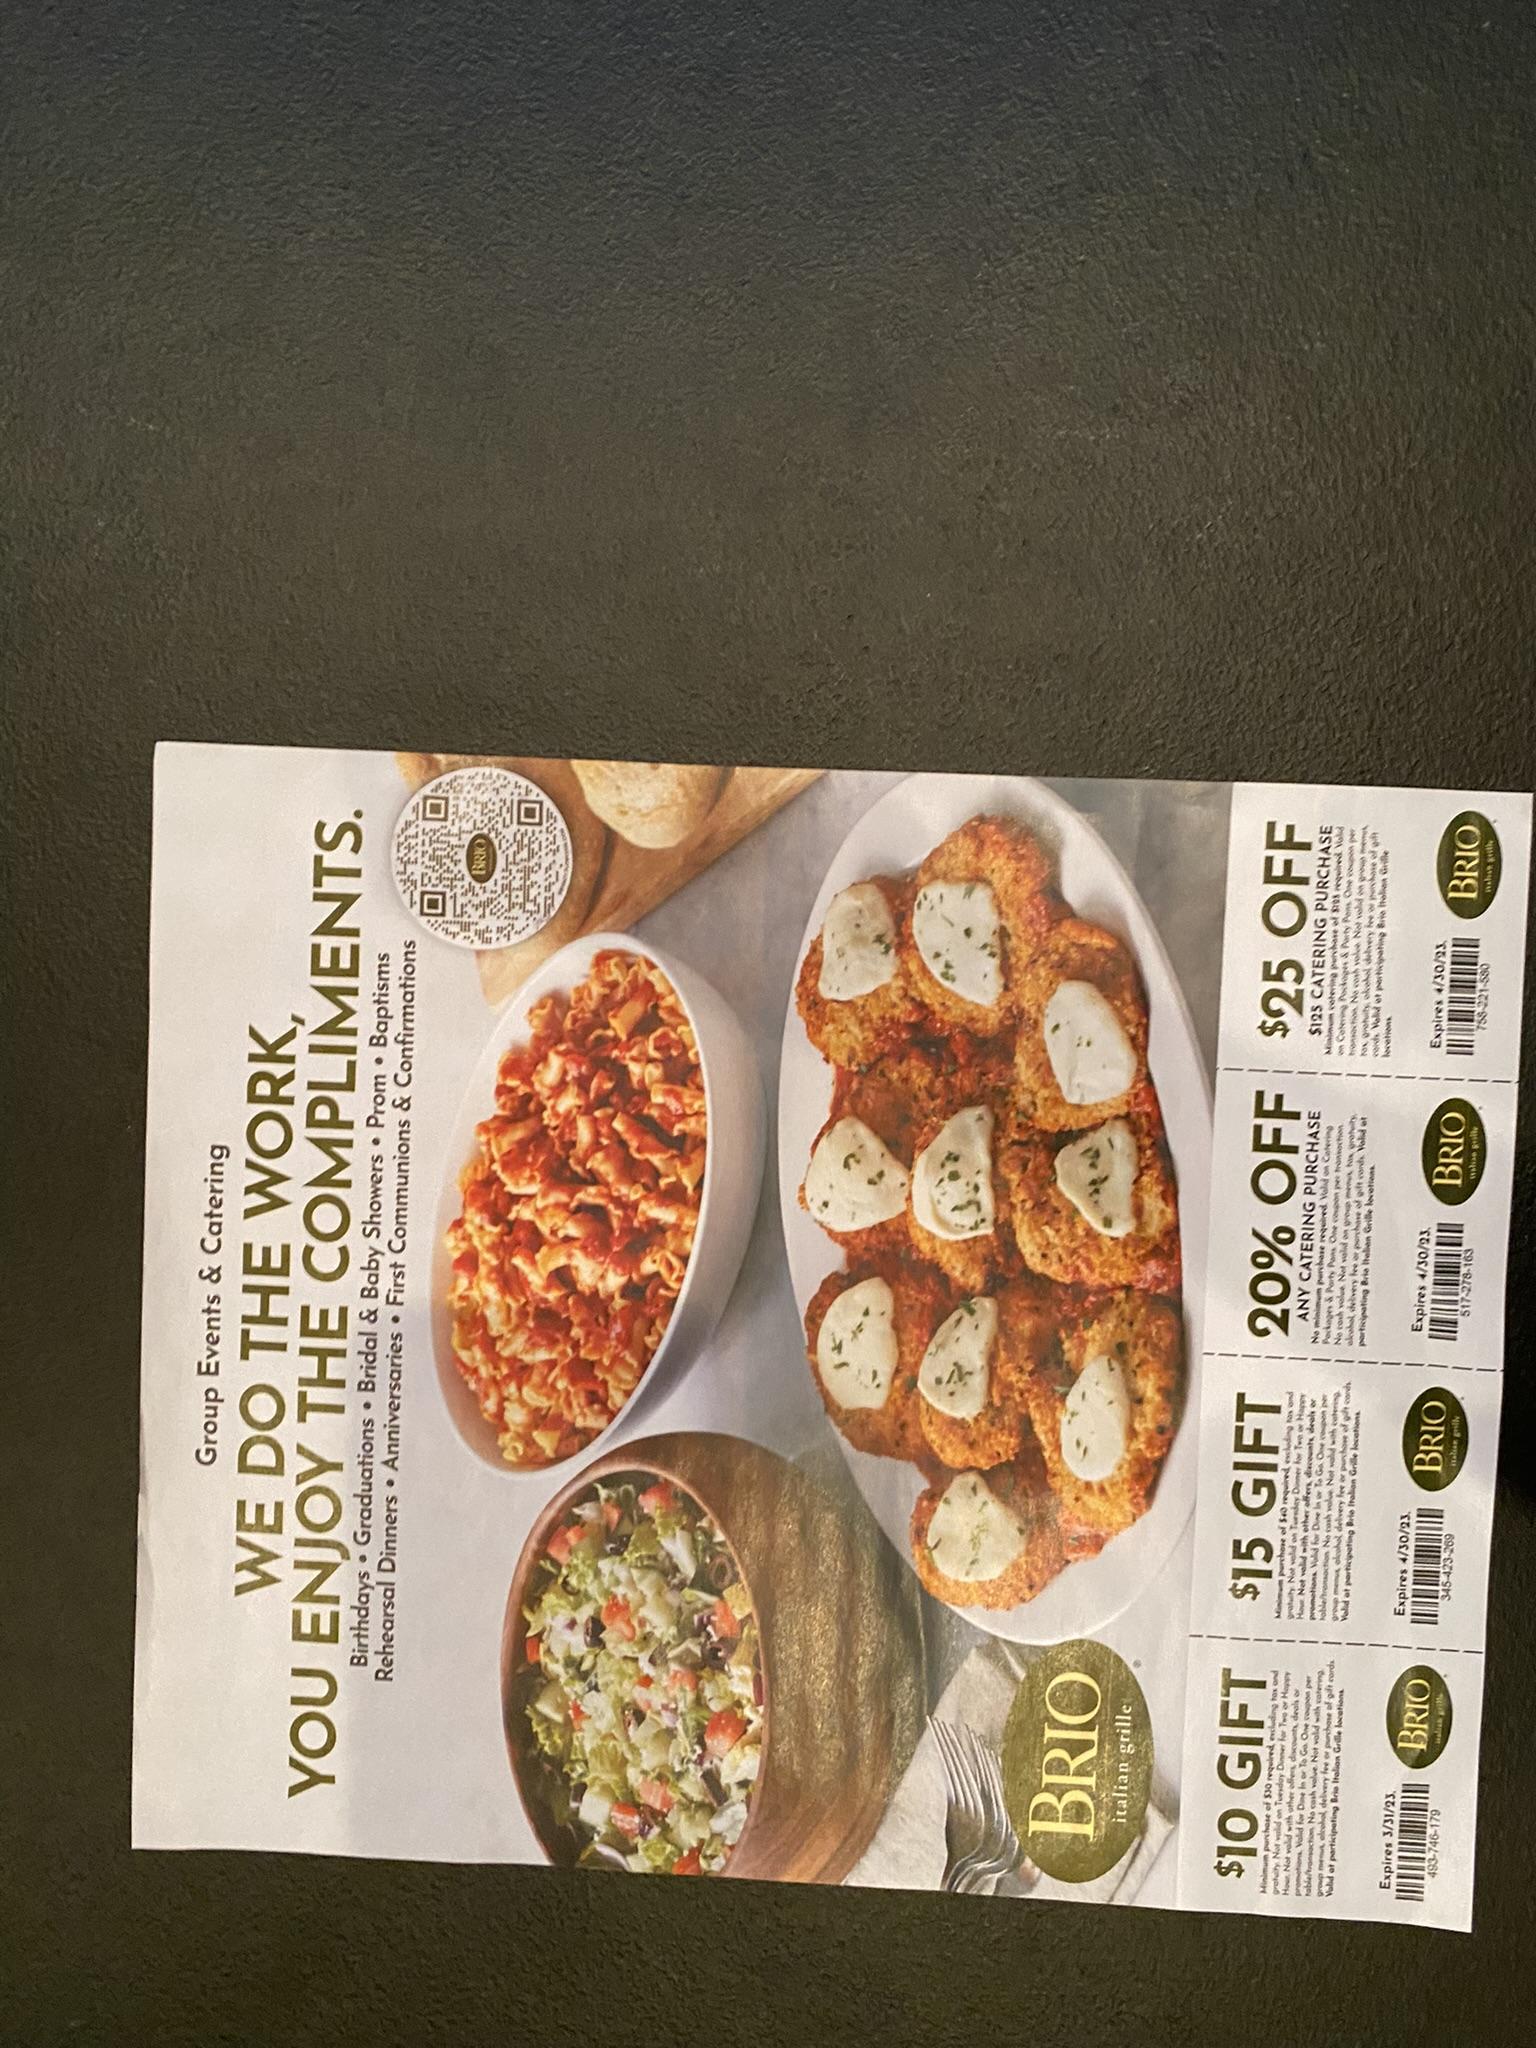 Group Events & Catering
WE DO THE WORK,
YOU ENJOY THE COMPLIMENTS.
Birthdays • Graduations • Bridal & Baby Showers • Prom • Baptisms
Rehearsal Dinners • Anniversaries • First Communions & Confirmations
BRIO
BRIO
italian grille
®
$10 GIFT
Minimum purchase of $30 required, excluding tax and
gratuity. Not valid on Tuesday Dinner for Two or Happy
Hour. Not valid with other offers, discounts, deals or
promotions. Valid for Dine In or To Go. One coupon per
table/transaction. No cash value. Not valid with catering,
group menus, alcohol, delivery fee or purchase of gift cards.
Valid at participating Brio Italian Grille locations.
Expires 3/31/23.
493-746-179
BRIO
italian grille
$15 GIFT
Minimum purchase of $40 required, excluding tax and
gratuity. Not valid on Tuesday Dinner for Two or Happy
Hour. Not valid with other offers, discounts, deals or
promotions. Valid for Dine In or To Go. One coupon per
table/transaction. No cash value. Not valid with catering,
group menus, alcohol, delivery fee or purchase of gift cards.
Valid at participating Brio Italian Grille locations.
Expires 4/30/23.
345-423-269
BRIO
italian grille
20% OFF
ANY CATERING PURCHASE
No minimum purchase required. Valid on Catering
Packages & Party Pans. One coupon per transaction.
No cash value. Not valid on group menus, tax, gratuity,
alcohol, delivery fee or purchase of gift cards. Valid at
participating Brio Italian Grille locations.
Expires 4/30/23.
517-278-163
BRIO
italian grille
$25 OFF
$125 CATERING PURCHASE
Minimum catering purchase of $125 required. Valid
on Catering Packages & Party Pans. One coupon per
transaction. No cash value. Not valid on group menus,
tax, gratuity, alcohol, delivery fee or purchase of gift
cards. Valid at participating Brio Italian Grille
locations.
Expires 4/30/23.
758-221-580
BRIO
italian grille